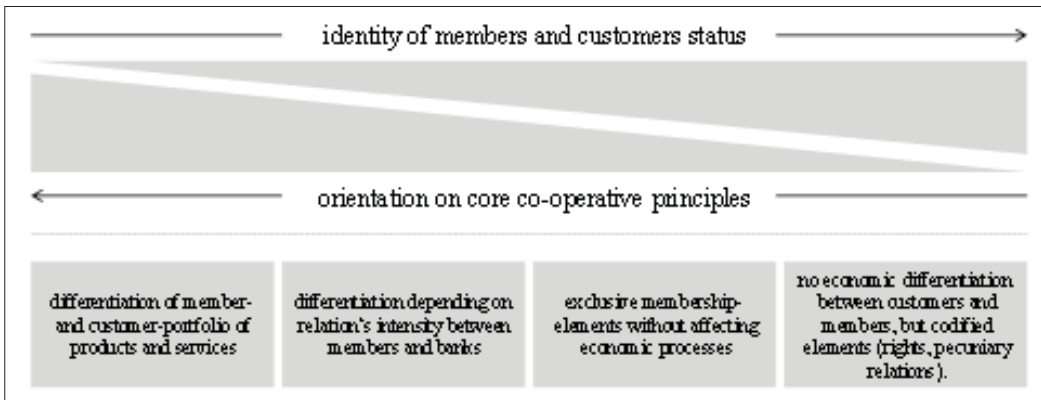 identity of members and customers status
orientation on core co-operative principles
differentiation of member-
and customer-portfolio of
products and services
differentiation depending on
relation's intensity between
members and banks
exclusive membership-
elements without affecting
economic processes
no economic differentiation
between customers and
members, but codified
elements (rights, pecuniary
relations).